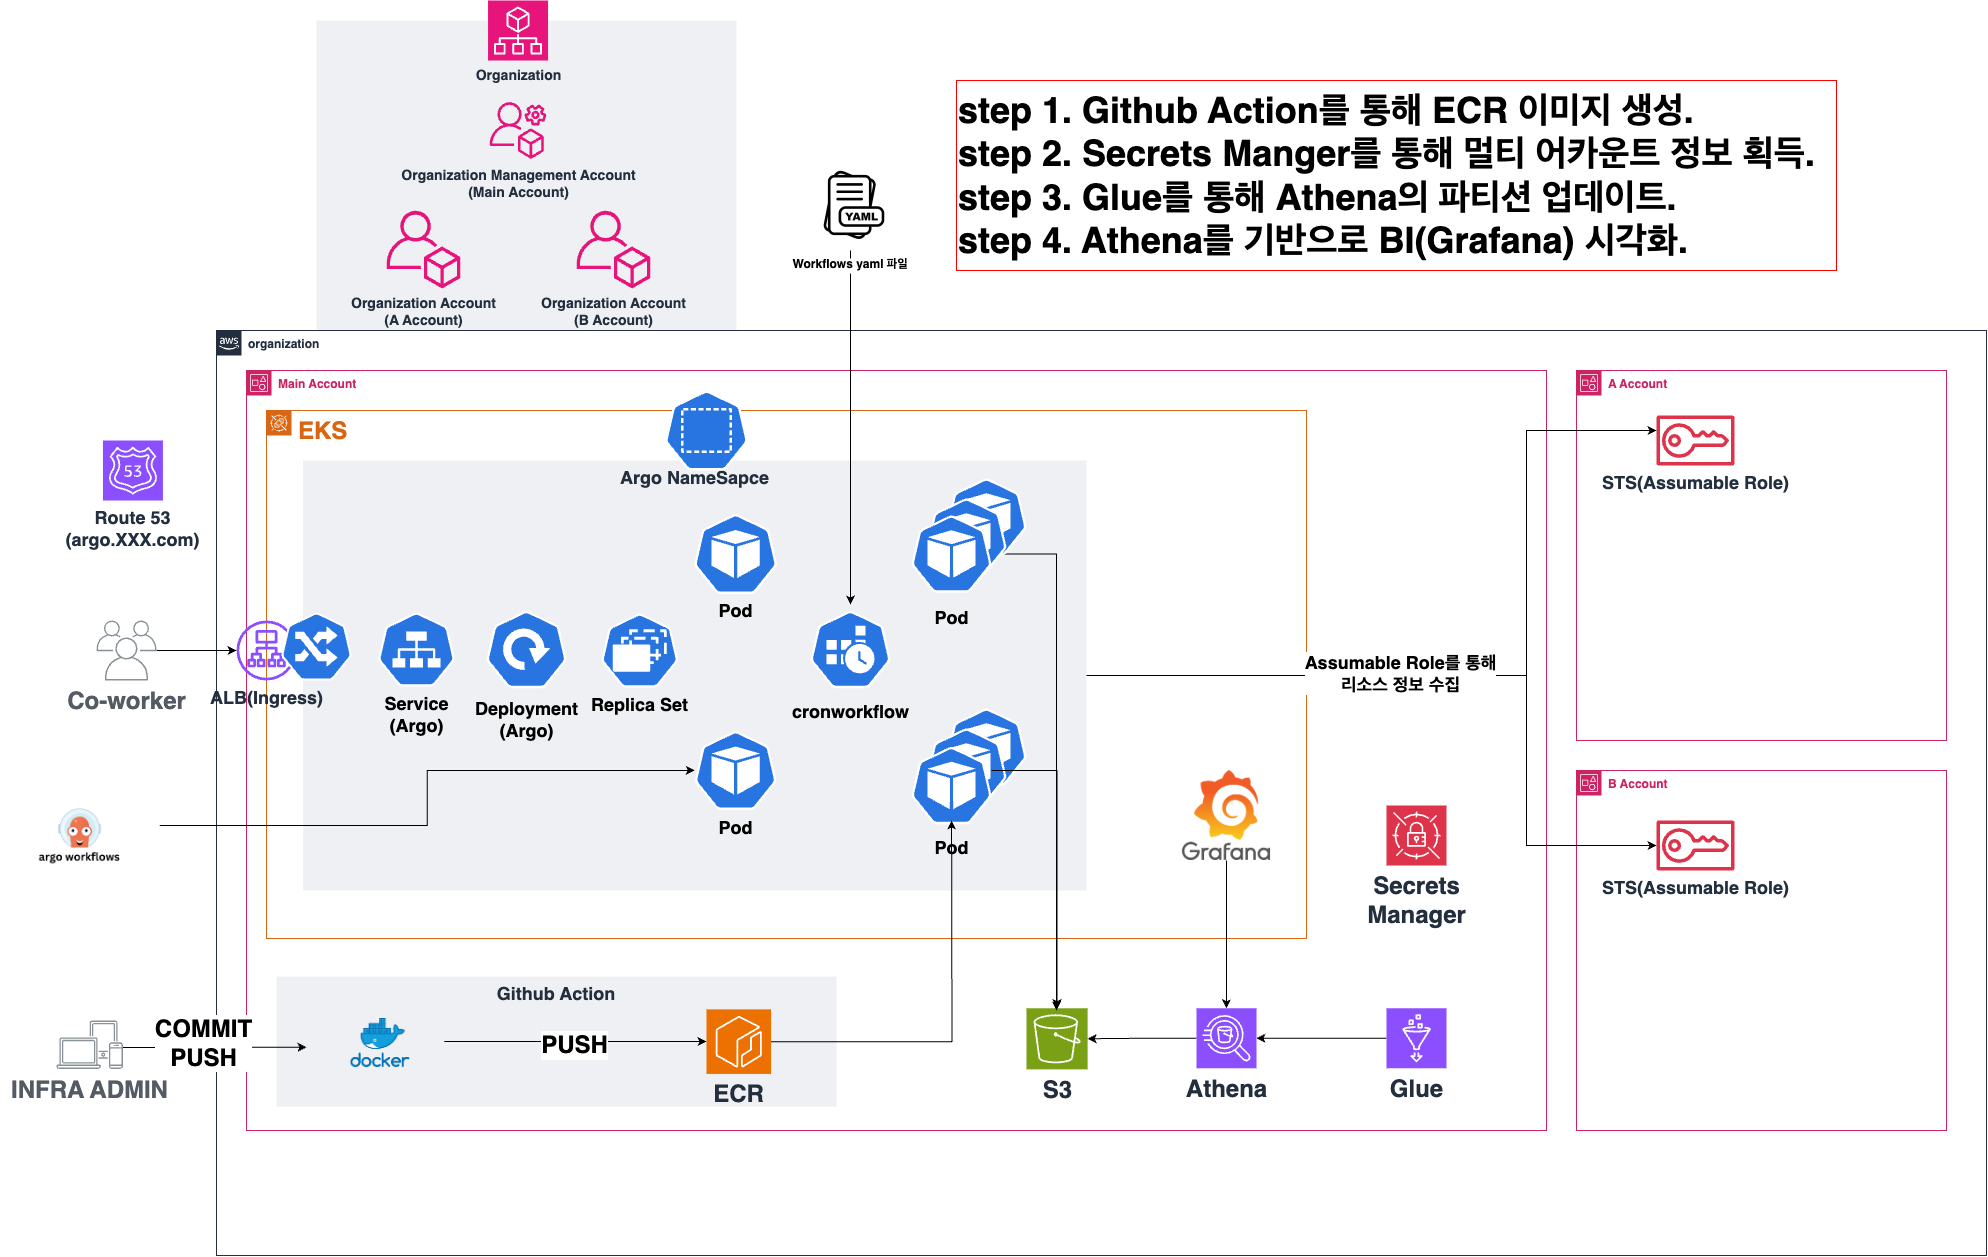 Organization
Organization Management Account
(Main Account)
Organization Account
(A Account)
Organization Account
(B Account)
YAML
Workflows yaml 파일
step 1. Github Action를 통해 ECR 이미지 생성.
step 2. Secrets Manger를 통해 멀티 어카운트 정보 획득.
step 3. Glue를 통해 Athena의 파티션 업데이트.
step 4. Athena를 기반으로 BI(Grafana) 시각화.
aws
organization
Main Account
EKS
Argo NameSapce
53
Route 53
(argo.XXX.com)
Co-worker
ALB(Ingress)
Service
(Argo)
Deployment
(Argo)
Replica Set
Pod
Pod
cronworkflow
Pod
Pod
argo workflows
Assumable Role를 통해
리소스 정보 수집
Grafana
Secrets
Manager
A Account
STS(Assumable Role)
B Account
STS(Assumable Role)
INFRA ADMIN
COMMIT
PUSH
Github Action
docker
PUSH
ECR
S3
Athena
Glue